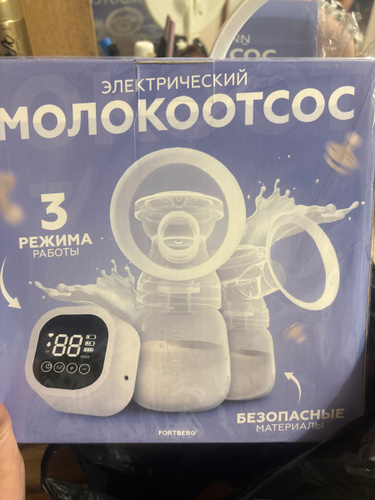 ЭЛЕКТРИЧЕСКИЙ
МОЛОКООТСОС
3
РЕЖИМА
РАБОТЫ
88
БЕЗОПАСНЫЕ
МАТЕРИАЛЫ
FORTBERG